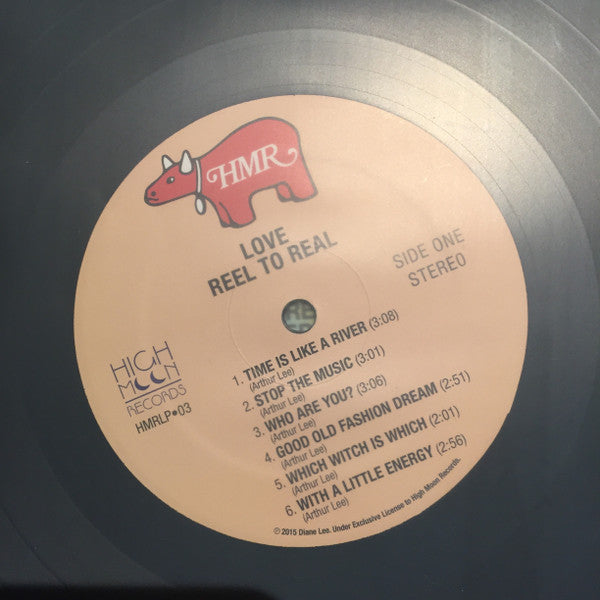 HMR
LOVE
REEL TO REAL
SIDE ONE
STEREO
HIGH
MOON
RECORDS
HMRLP•03
1. TIME IS LIKE A RIVER (3:08)
(Arthur Lee)
2. STOP THE MUSIC (3:01)
(Arthur Lee)
3. WHO ARE YOU? (3:06)
(Arthur Lee)
4. GOOD OLD FASHION DREAM (2:51)
(Arthur Lee)
5. WHICH WITCH IS WHICH (2:01)
(Arthur Lee)
6. WITH A LITTLE ENERGY (2:56)
(Arthur Lee)
℗2015 Diane Lee. Under Exclusive License to High Moon Records.